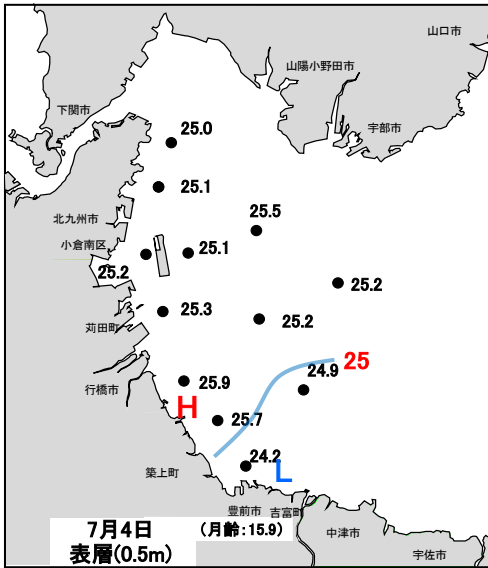 山口市
山陽小野田市
下関市
宇部市
25.0
25.1
北九州市
25.5
小倉南区
25.1
25.2
25.2
25.3
25.2
苅田町
25
24.9
行橋市
25.9
H
25.7
24.2
L
築上町
豊前市
吉富町
7月4日
(月齢:15.9)
中津市
表層(0.5m)
宇佐市